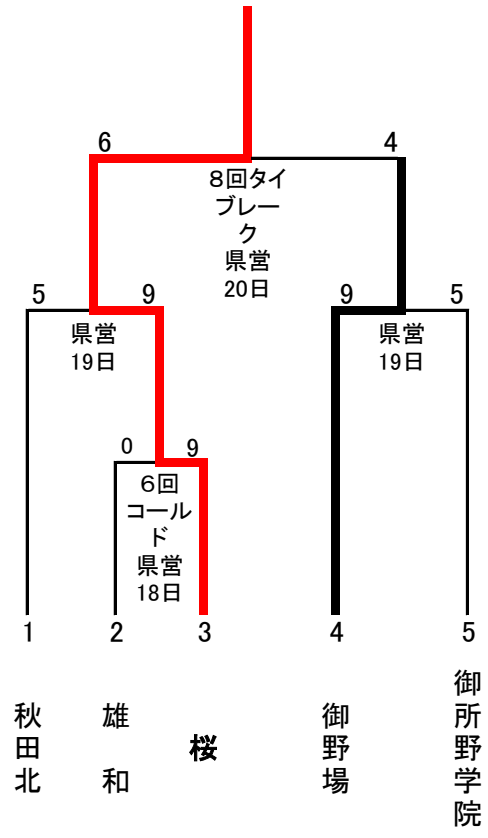 6 4
８回タイ
ブレー
ク
県営
20日
5 9 9 5
県営 県営
19日 19日
0 9
６回
コール
ド
県営
18日
1 2 3 4 5
秋田北
雄和
桜
御野場
御所野学院